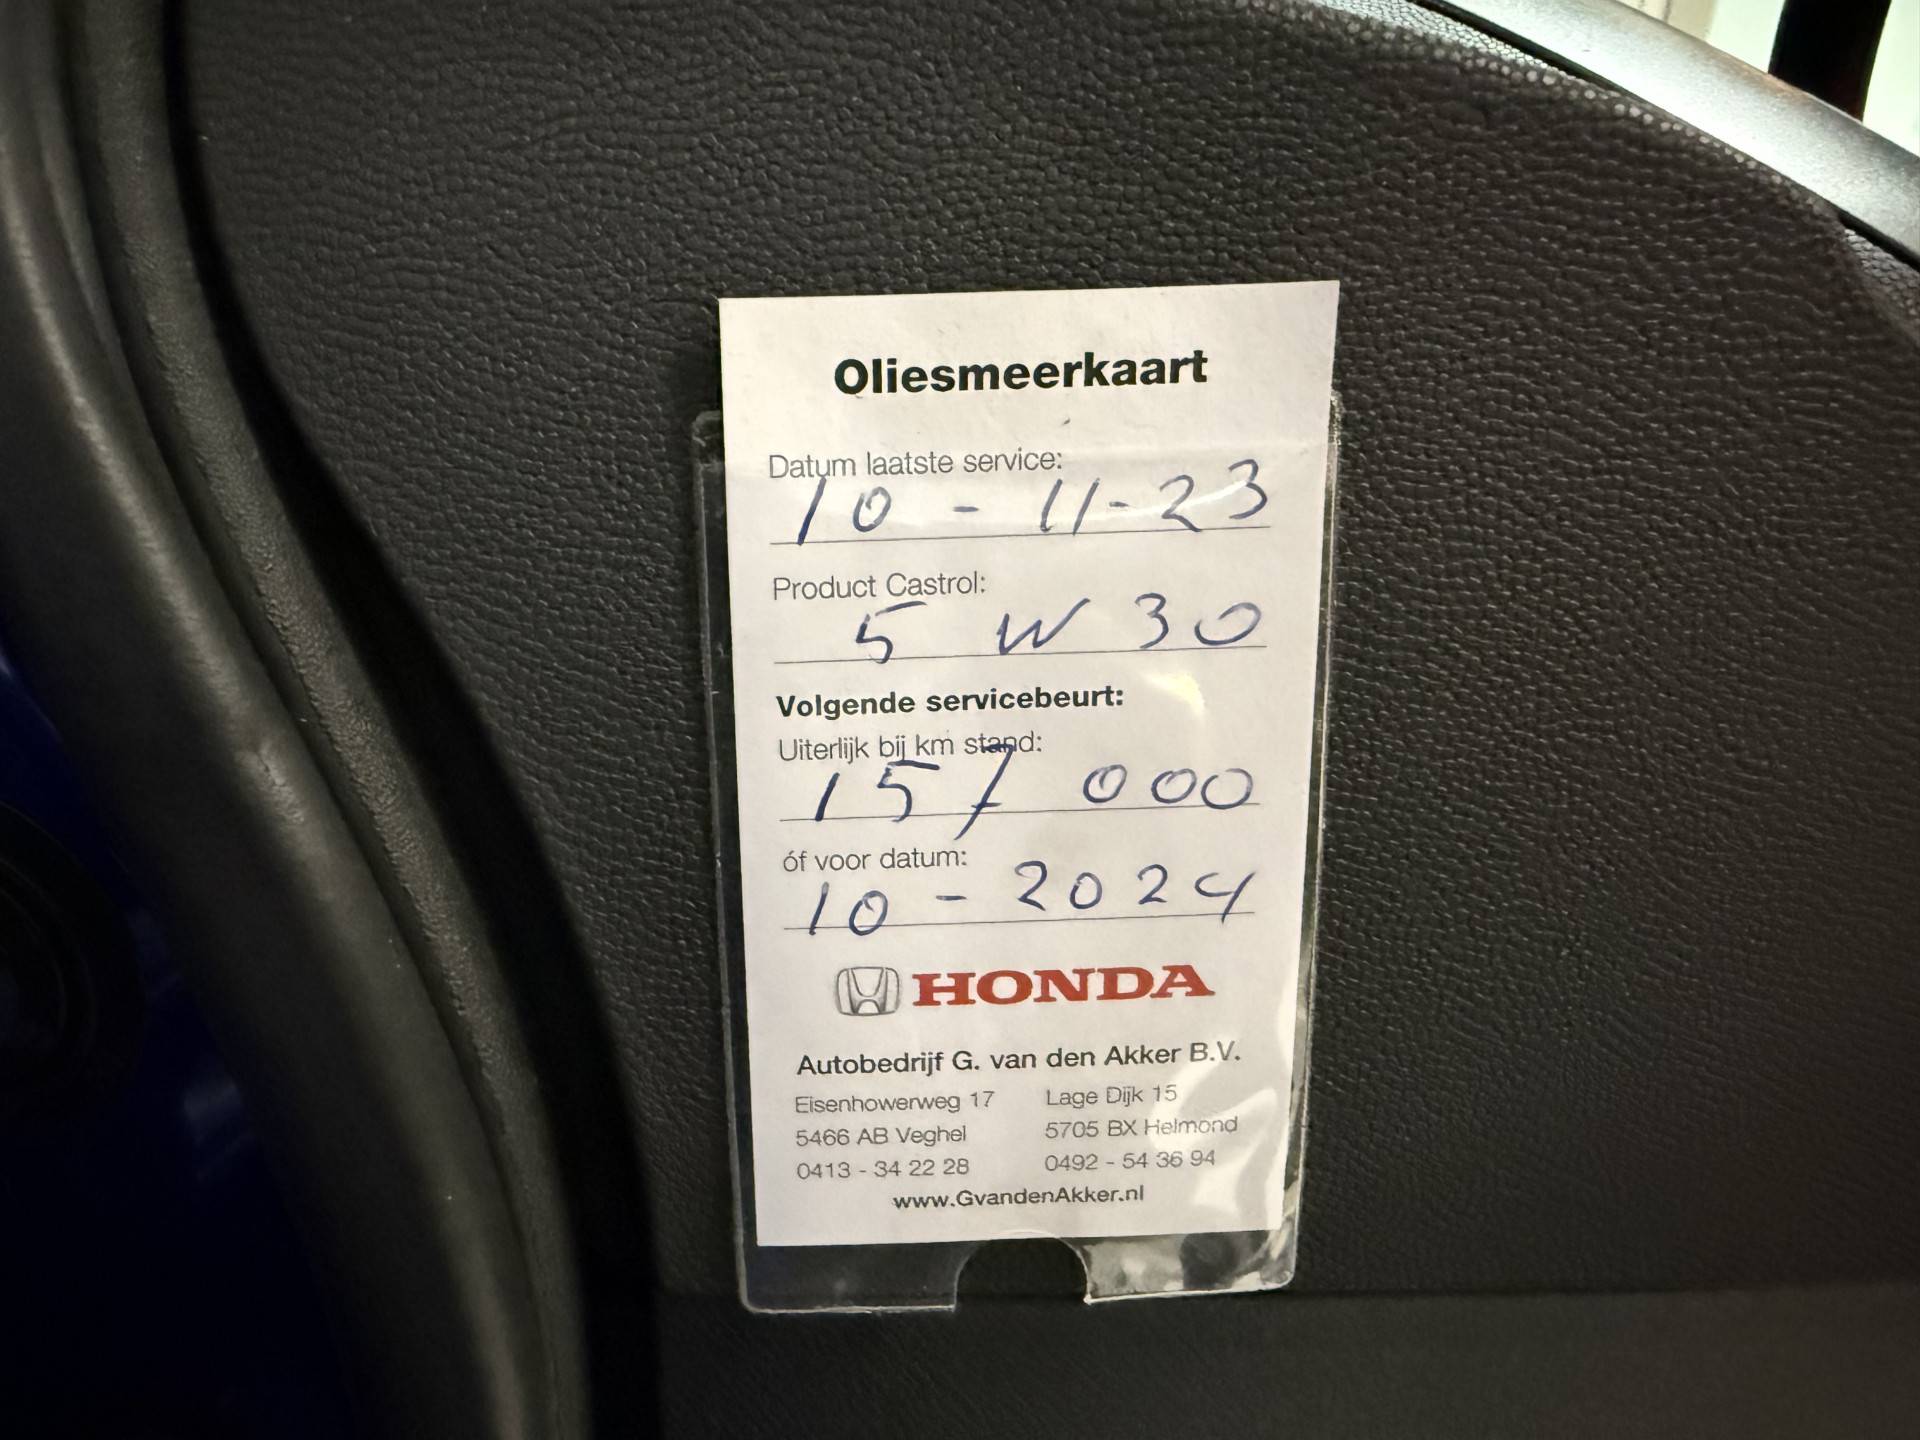 Oliesmeerkaart
Datum laatste service:
10 - 11-23
Product Castrol:
5 W 30
Volgende servicebeurt:
Uiterlijk bij km stand:
157 000
óf voor datum:
10 - 2024
HONDA
Autobedrijf G. van den Akker B.V.
Eisenhowerweg 17 Lage Dijk 15
5466 AB Veghel 5705 BX Helmond
0413 - 34 22 28 0492 - 54 36 94
www.GvandenAkker.nl